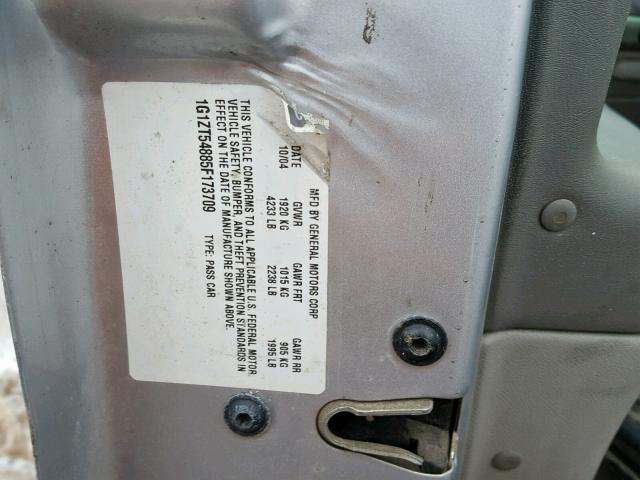 MFD BY GENERAL MOTORS CORP
DATE GVWR GAWR FRT GAWR RR
10/04 1920 KG 1015 KG 905 KG
4233 LB 2238 LB 1995 LB
THIS VEHICLE CONFORMS TO ALL APPLICABLE U.S. FEDERAL MOTOR
VEHICLE SAFETY, BUMPER, AND THEFT PREVENTION STANDARDS IN
EFFECT ON THE DATE OF MANUFACTURE SHOWN ABOVE.
1G1ZT54885F173709 TYPE: PASS CAR